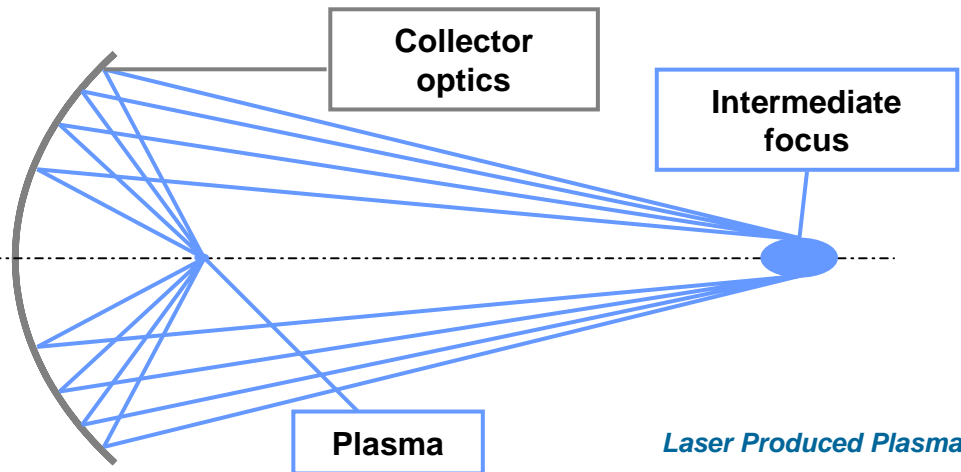 Collector
optics
Intermediate
focus
Plasma
Laser Produced Plasma